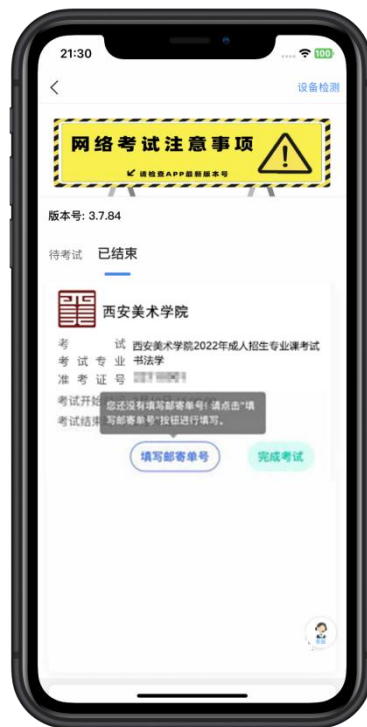 21:30
100
设备检测
网络考试注意事项
请检查APP最新版本号
版本号: 3.7.84
待考试 已结束
西安美术学院
考试 西安美术学院2022年成人招生专业课考试
考试专业 书法学
准考证号
考试开始
您还没有填写邮寄单号! 请点击"填
写邮寄单号"按钮进行填写。
考试结束
填写邮寄单号 完成考试